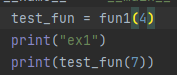 test_fun = fun1(4)
print("ex1")
print(test_fun(7))